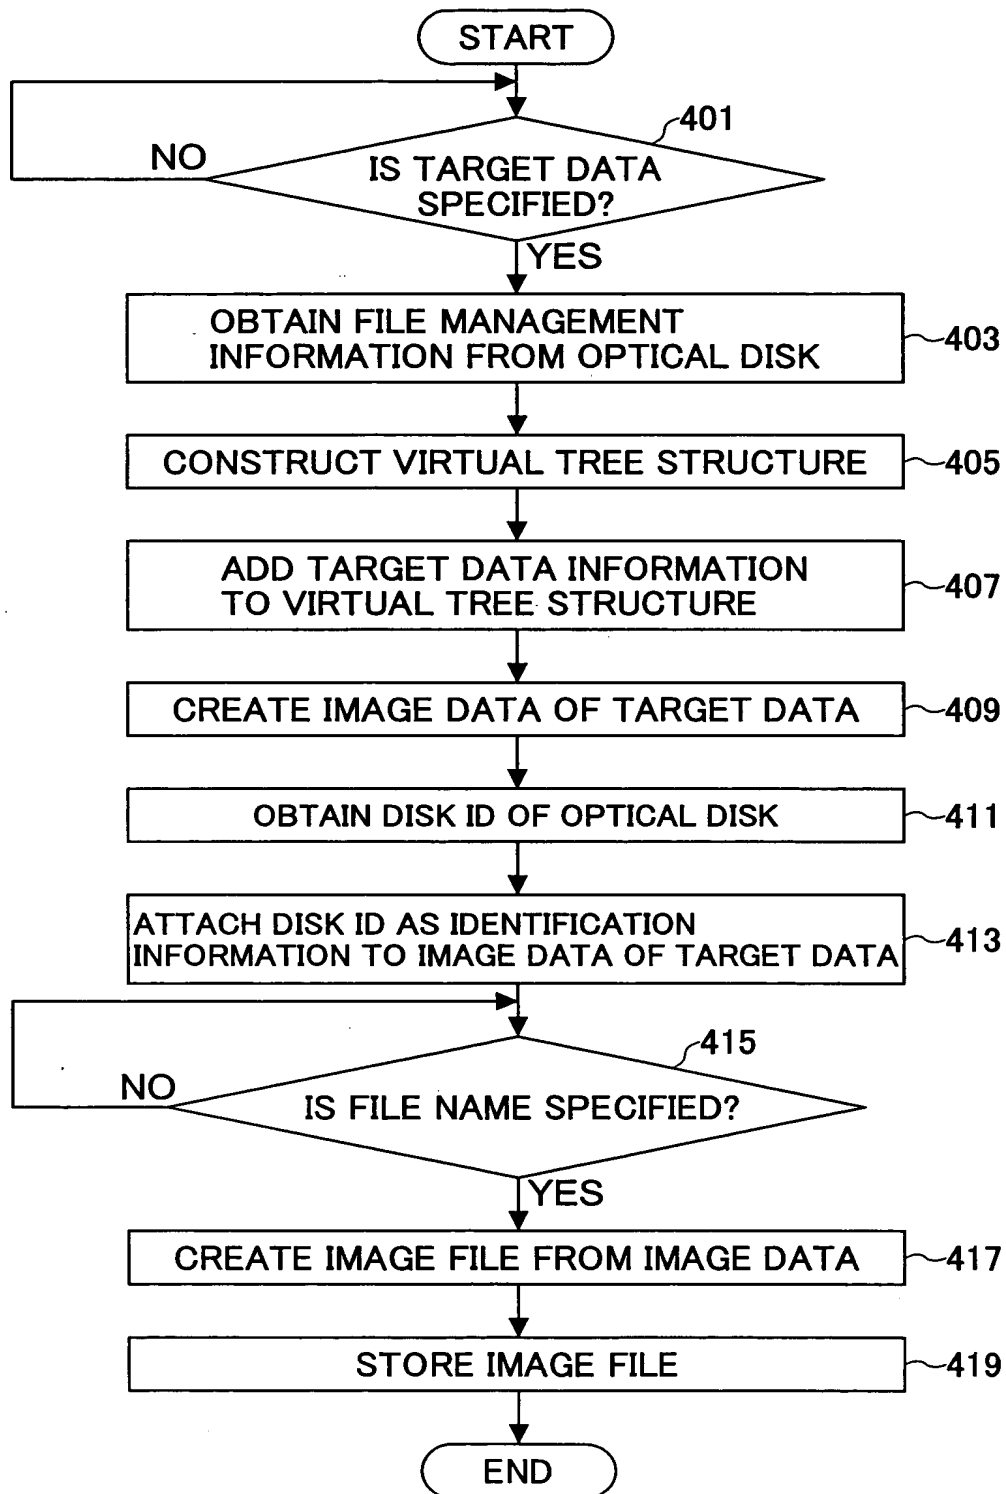 START
401
NO
IS TARGET DATA
SPECIFIED?
YES
OBTAIN FILE MANAGEMENT
INFORMATION FROM OPTICAL DISK
403
CONSTRUCT VIRTUAL TREE STRUCTURE
405
ADD TARGET DATA INFORMATION
TO VIRTUAL TREE STRUCTURE
407
CREATE IMAGE DATA OF TARGET DATA
409
OBTAIN DISK ID OF OPTICAL DISK
411
ATTACH DISK ID AS IDENTIFICATION
INFORMATION TO IMAGE DATA OF TARGET DATA
413
415
NO
IS FILE NAME SPECIFIED?
YES
CREATE IMAGE FILE FROM IMAGE DATA
417
STORE IMAGE FILE
419
END